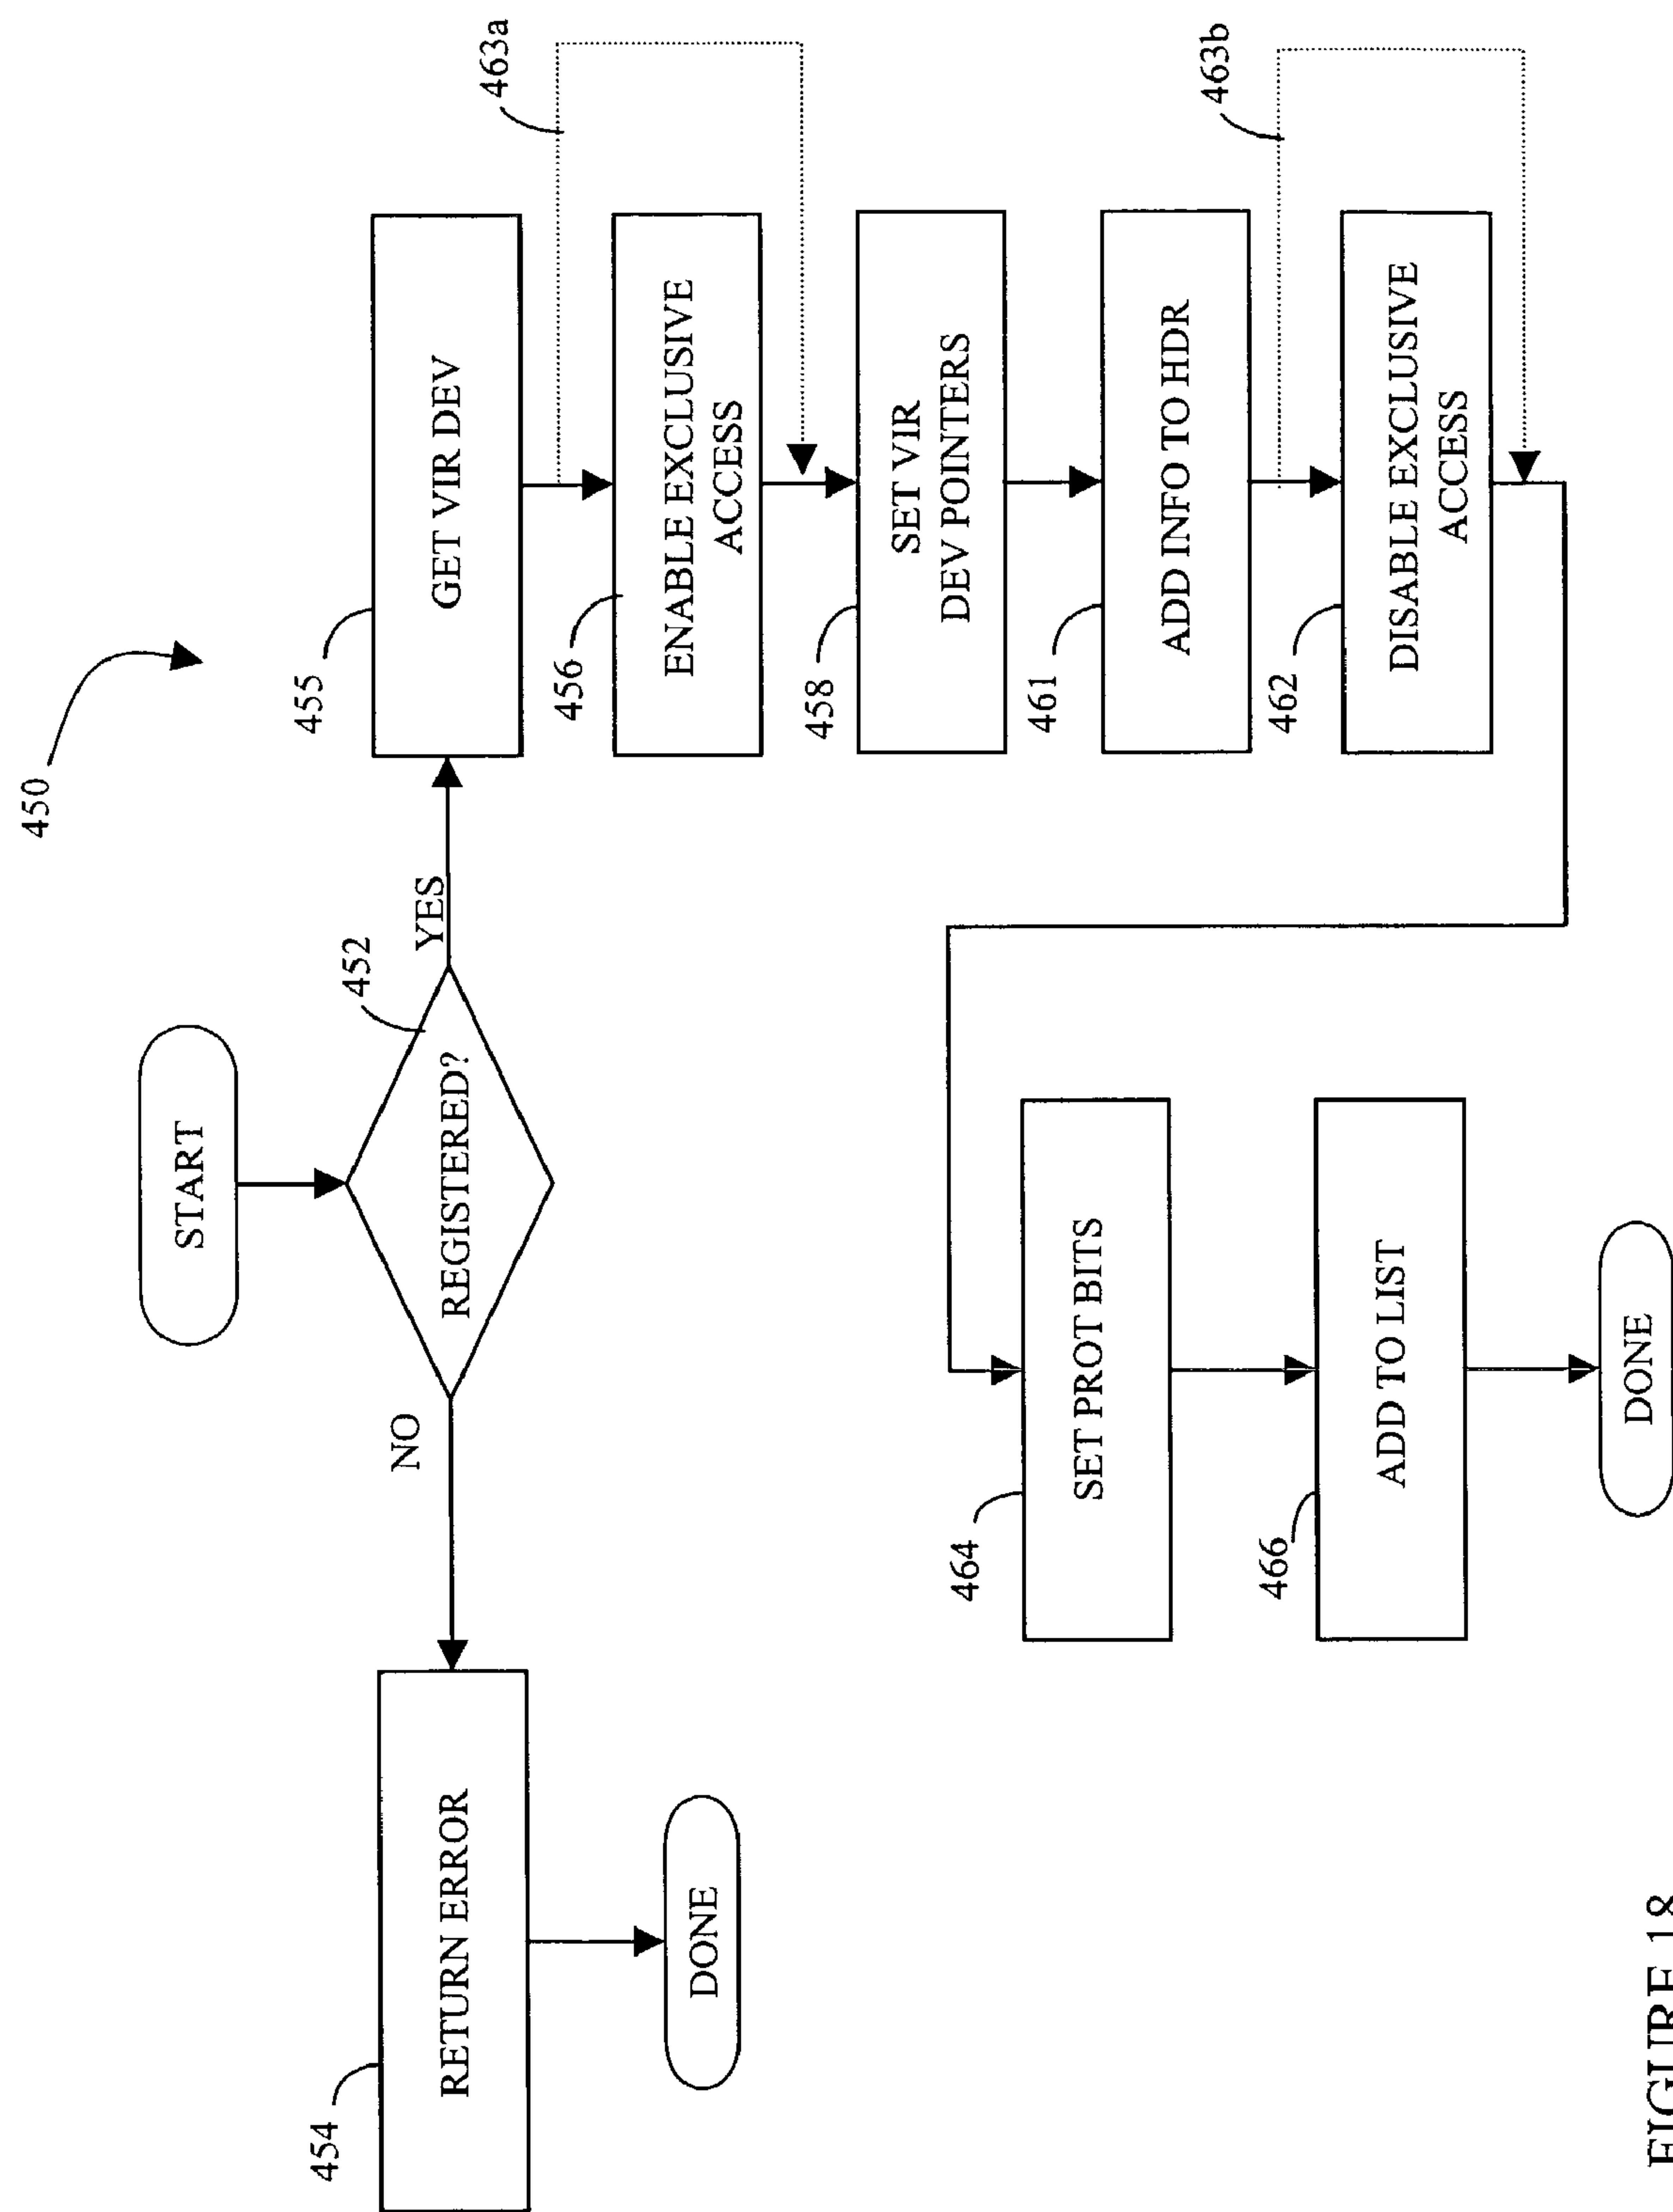 450
START
452
REGISTERED?
NO
YES
454
RETURN ERROR
DONE
455
GET VIR DEV
463a
456
ENABLE EXCLUSIVE
ACCESS
458
SET VIR
DEV POINTERS
461
ADD INFO TO HDR
463b
462
DISABLE EXCLUSIVE
ACCESS
464
SET PROT BITS
466
ADD TO LIST
DONE
FIGURE 18